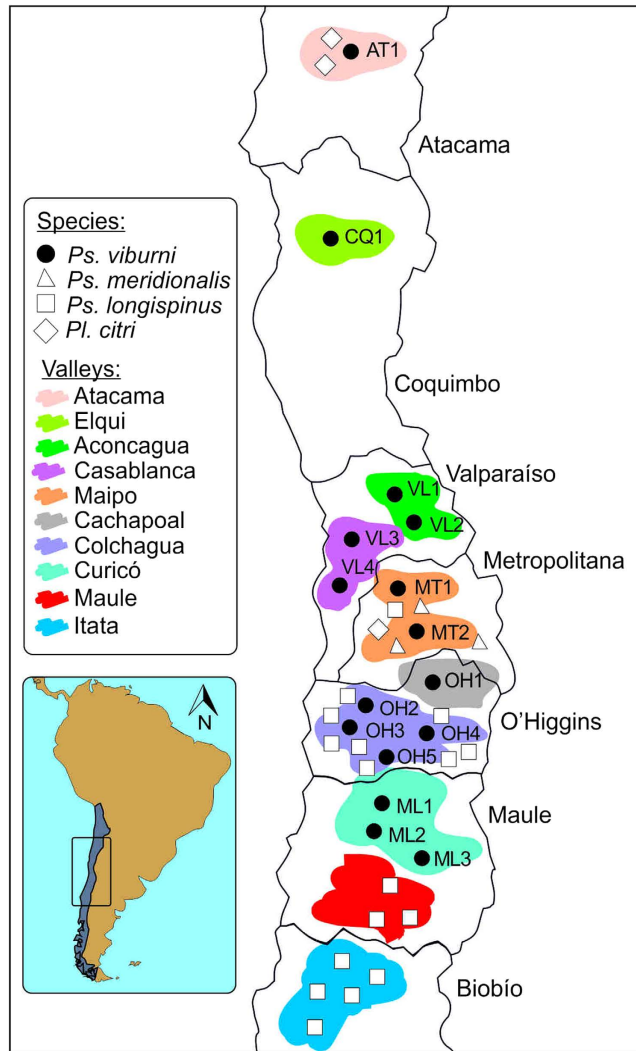 AT1
Atacama
Species:
Ps. viburni
Ps. meridionalis
Ps. longispinus
Pl. citri
CQ1
Valleys:
Atacama
Elqui
Aconcagua
Casablanca
Maipo
Cachapoal
Colchagua
Curicó
Maule
Itata
Coquimbo
Valparaíso
VL1
VL2
VL3
VL4
Metropolitana
MT1
MT2
OH1
OH2
OH3
OH4
OH5
O'Higgins
ML1
ML2
ML3
Maule
Biobío
N